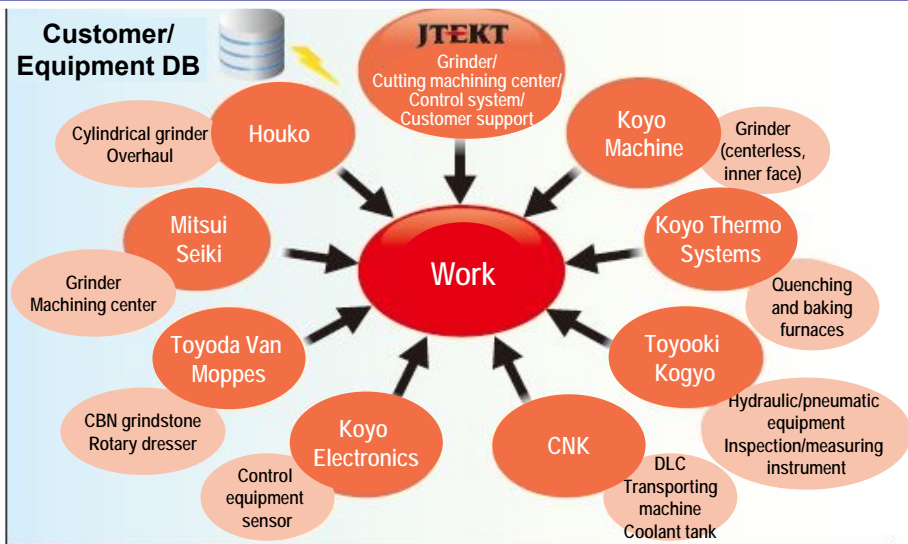 Customer/
Equipment DB
JTEKT
Grinder/
Cutting machining center/
Control system/
Customer support
Houko
Cylindrical grinder
Overhaul
Koyo
Machine
Grinder
(centerless,
inner face)
Mitsui
Seiki
Grinder
Machining center
Work
Koyo Thermo
Systems
Quenching
and baking
furnaces
Toyoda Van
Moppes
CBN grindstone
Rotary dresser
Toyooki
Kogyo
Hydraulic/pneumatic
equipment
Inspection/measuring
instrument
Koyo
Electronics
Control
equipment
sensor
CNK
DLC
Transporting
machine
Coolant tank